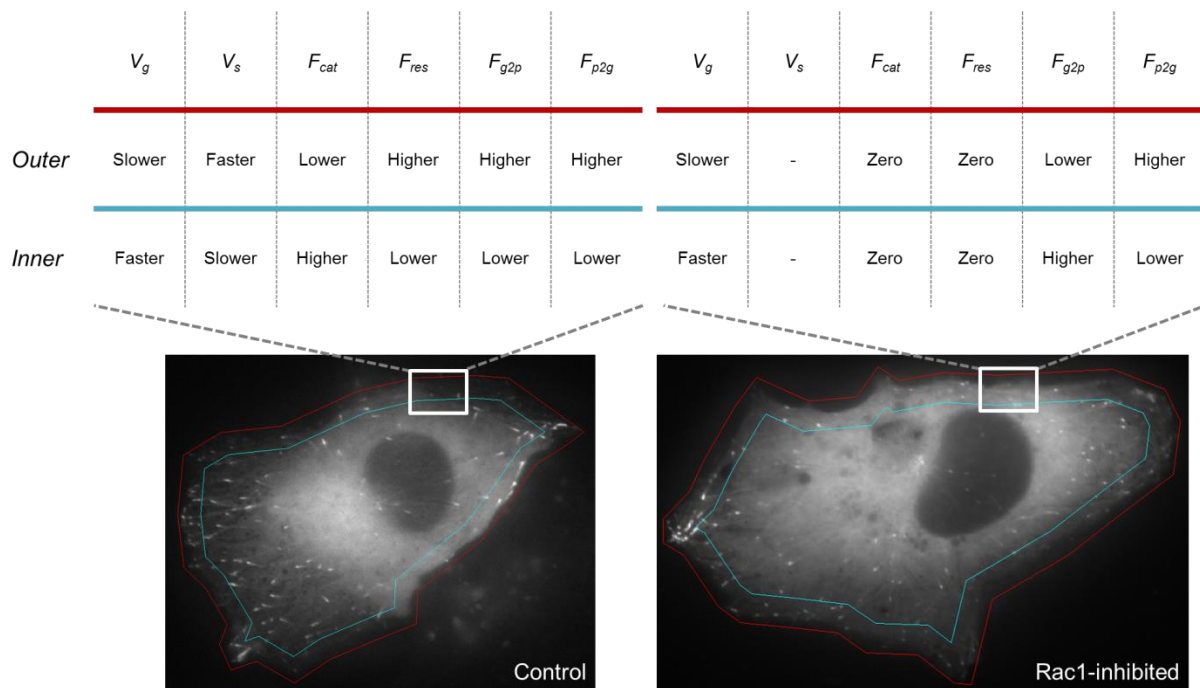 Vg Vs Fcat Fres Fg2p Fp2g Vg Vs Fcat Fres Fg2p Fp2g
Outer Slower Faster Lower Higher Higher Higher Slower - Zero Zero Lower Higher
Inner Faster Slower Higher Lower Lower Lower Faster - Zero Zero Higher Lower
Control Rac1-inhibited